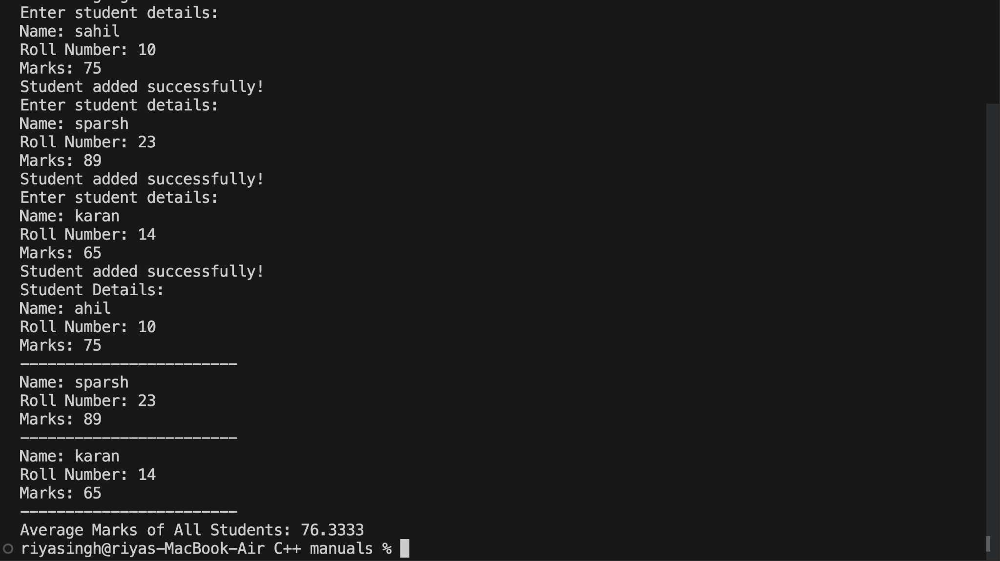 Enter student details:
Name: sahil
Roll Number: 10
Marks: 75
Student added successfully!
Enter student details:
Name: sparsh
Roll Number: 23
Marks: 89
Student added successfully!
Enter student details:
Name: karan
Roll Number: 14
Marks: 65
Student added successfully!
Student Details:
Name: ahil
Roll Number: 10
Marks: 75
------------------------
Name: sparsh
Roll Number: 23
Marks: 89
------------------------
Name: karan
Roll Number: 14
Marks: 65
------------------------
Average Marks of All Students: 76.3333
riyasingh@riyas-MacBook-Air C++ manuals %